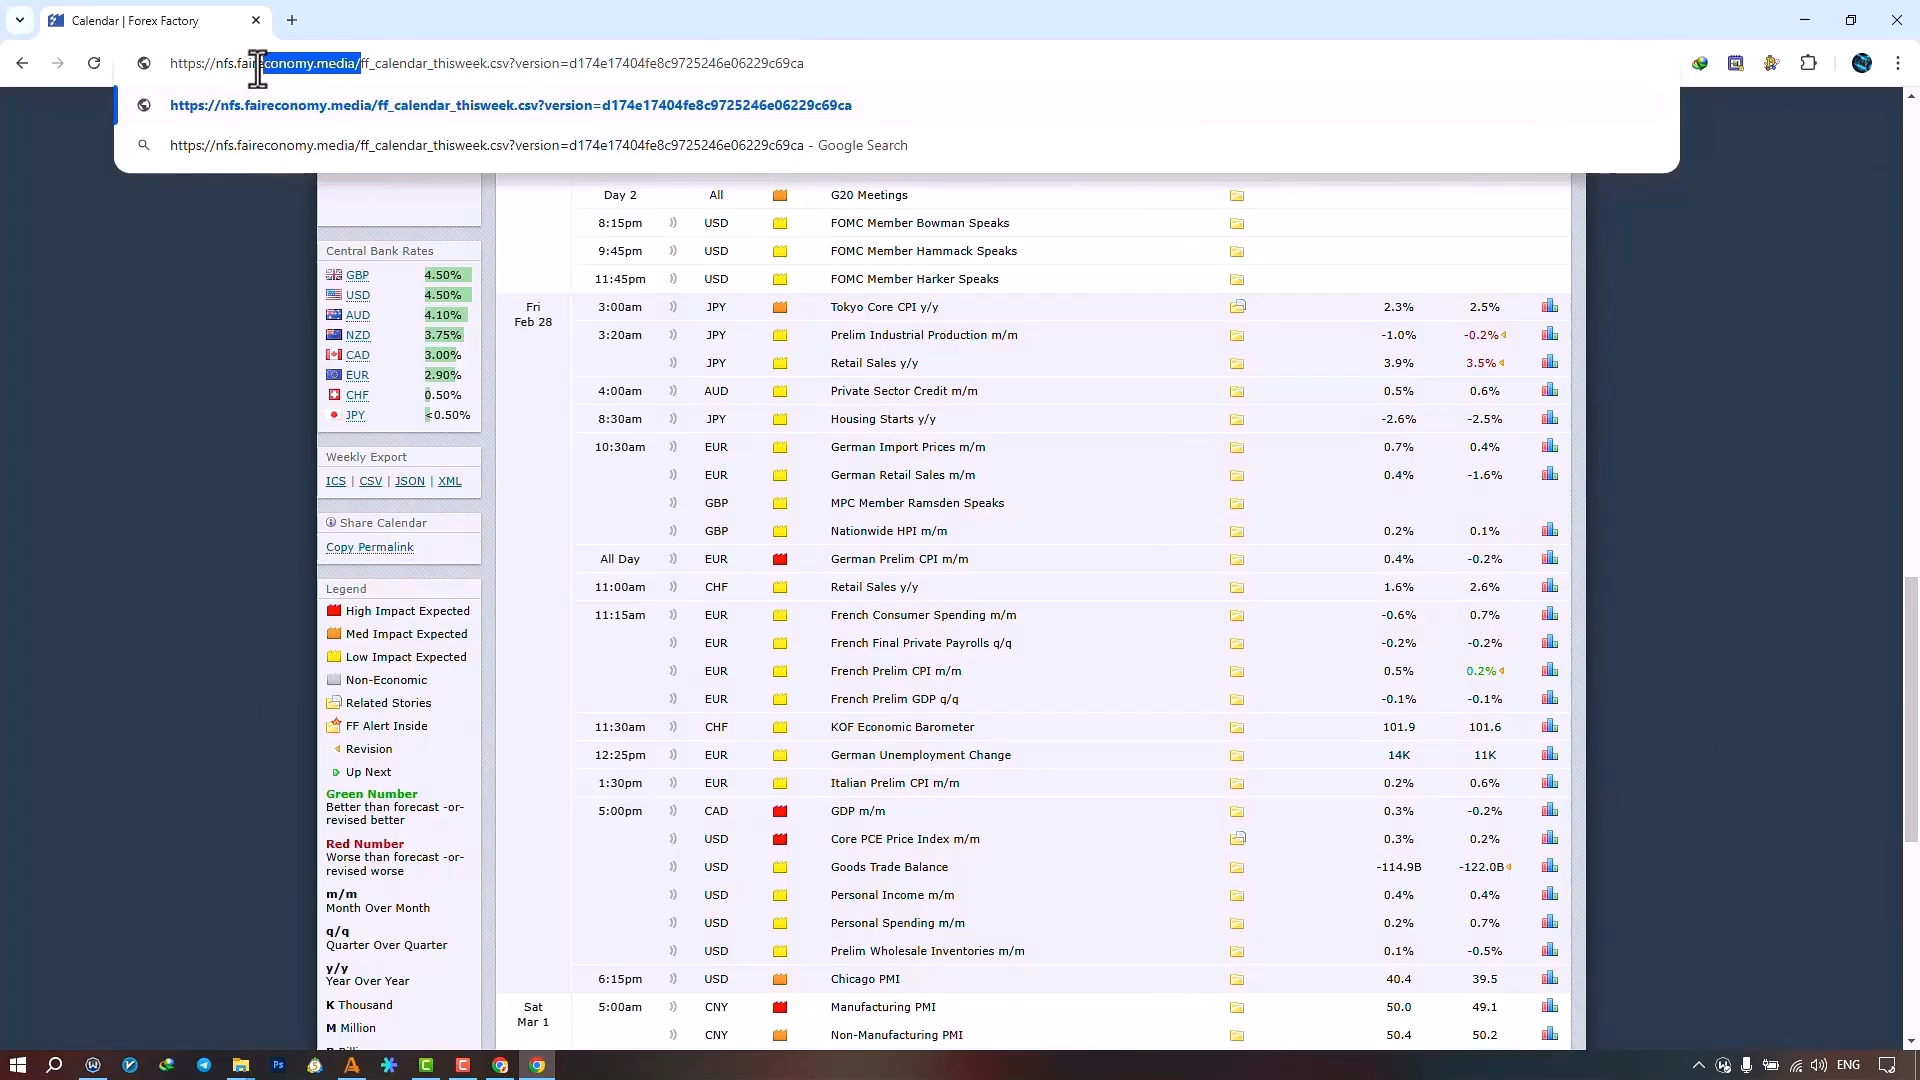 Calendar | Forex Factory
https://nfs.faireconomy.media/ff_calendar_thisweek.csv?version=d174e17404fe8c9725246e06229c69ca
https://nfs.faireconomy.media/ff_calendar_thisweek.csv?version=d174e17404fe8c9725246e06229c69ca
https://nfs.faireconomy.media/ff_calendar_thisweek.csv?version=d174e17404fe8c9725246e06229c69ca - Google Search
Central Bank Rates
GBP 4.50%
USD 4.50%
AUD 4.10%
NZD 3.75%
CAD 3.00%
EUR 2.90%
CHF 0.50%
JPY <0.50%
Weekly Export
ICS | CSV | JSON | XML
Share Calendar
Copy Permalink
Legend
High Impact Expected
Med Impact Expected
Low Impact Expected
Non-Economic
Related Stories
FF Alert Inside
Revision
Up Next
Green Number
Better than forecast -or-
revised better
Red Number
Worse than forecast -or-
revised worse
m/m
Month Over Month
q/q
Quarter Over Quarter
y/y
Year Over Year
K Thousand
M Million
Day 2 All G20 Meetings
8:15pm USD FOMC Member Bowman Speaks
9:45pm USD FOMC Member Hammack Speaks
11:45pm USD FOMC Member Harker Speaks
Fri
Feb 28
3:00am JPY Tokyo Core CPI y/y 2.3% 2.5%
3:20am JPY Prelim Industrial Production m/m -1.0% -0.2%
JPY Retail Sales y/y 3.9% 3.5%
4:00am AUD Private Sector Credit m/m 0.5% 0.6%
8:30am JPY Housing Starts y/y -2.6% -2.5%
10:30am EUR German Import Prices m/m 0.7% 0.4%
EUR German Retail Sales m/m 0.4% -1.6%
GBP MPC Member Ramsden Speaks
GBP Nationwide HPI m/m 0.2% 0.1%
All Day EUR German Prelim CPI m/m 0.4% -0.2%
11:00am CHF Retail Sales y/y 1.6% 2.6%
11:15am EUR French Consumer Spending m/m -0.6% 0.7%
EUR French Final Private Payrolls q/q -0.2% -0.2%
EUR French Prelim CPI m/m 0.5% 0.2%
EUR French Prelim GDP q/q -0.1% -0.1%
11:30am CHF KOF Economic Barometer 101.9 101.6
12:25pm EUR German Unemployment Change 14K 11K
1:30pm EUR Italian Prelim CPI m/m 0.2% 0.6%
5:00pm CAD GDP m/m 0.3% -0.2%
USD Core PCE Price Index m/m 0.3% 0.2%
USD Goods Trade Balance -114.9B -122.0B
USD Personal Income m/m 0.4% 0.4%
USD Personal Spending m/m 0.2% 0.7%
USD Prelim Wholesale Inventories m/m 0.1% -0.5%
6:15pm USD Chicago PMI 40.4 39.5
Sat
Mar 1
5:00am CNY Manufacturing PMI 50.0 49.1
CNY Non-Manufacturing PMI 50.4 50.2
Ps
ENG